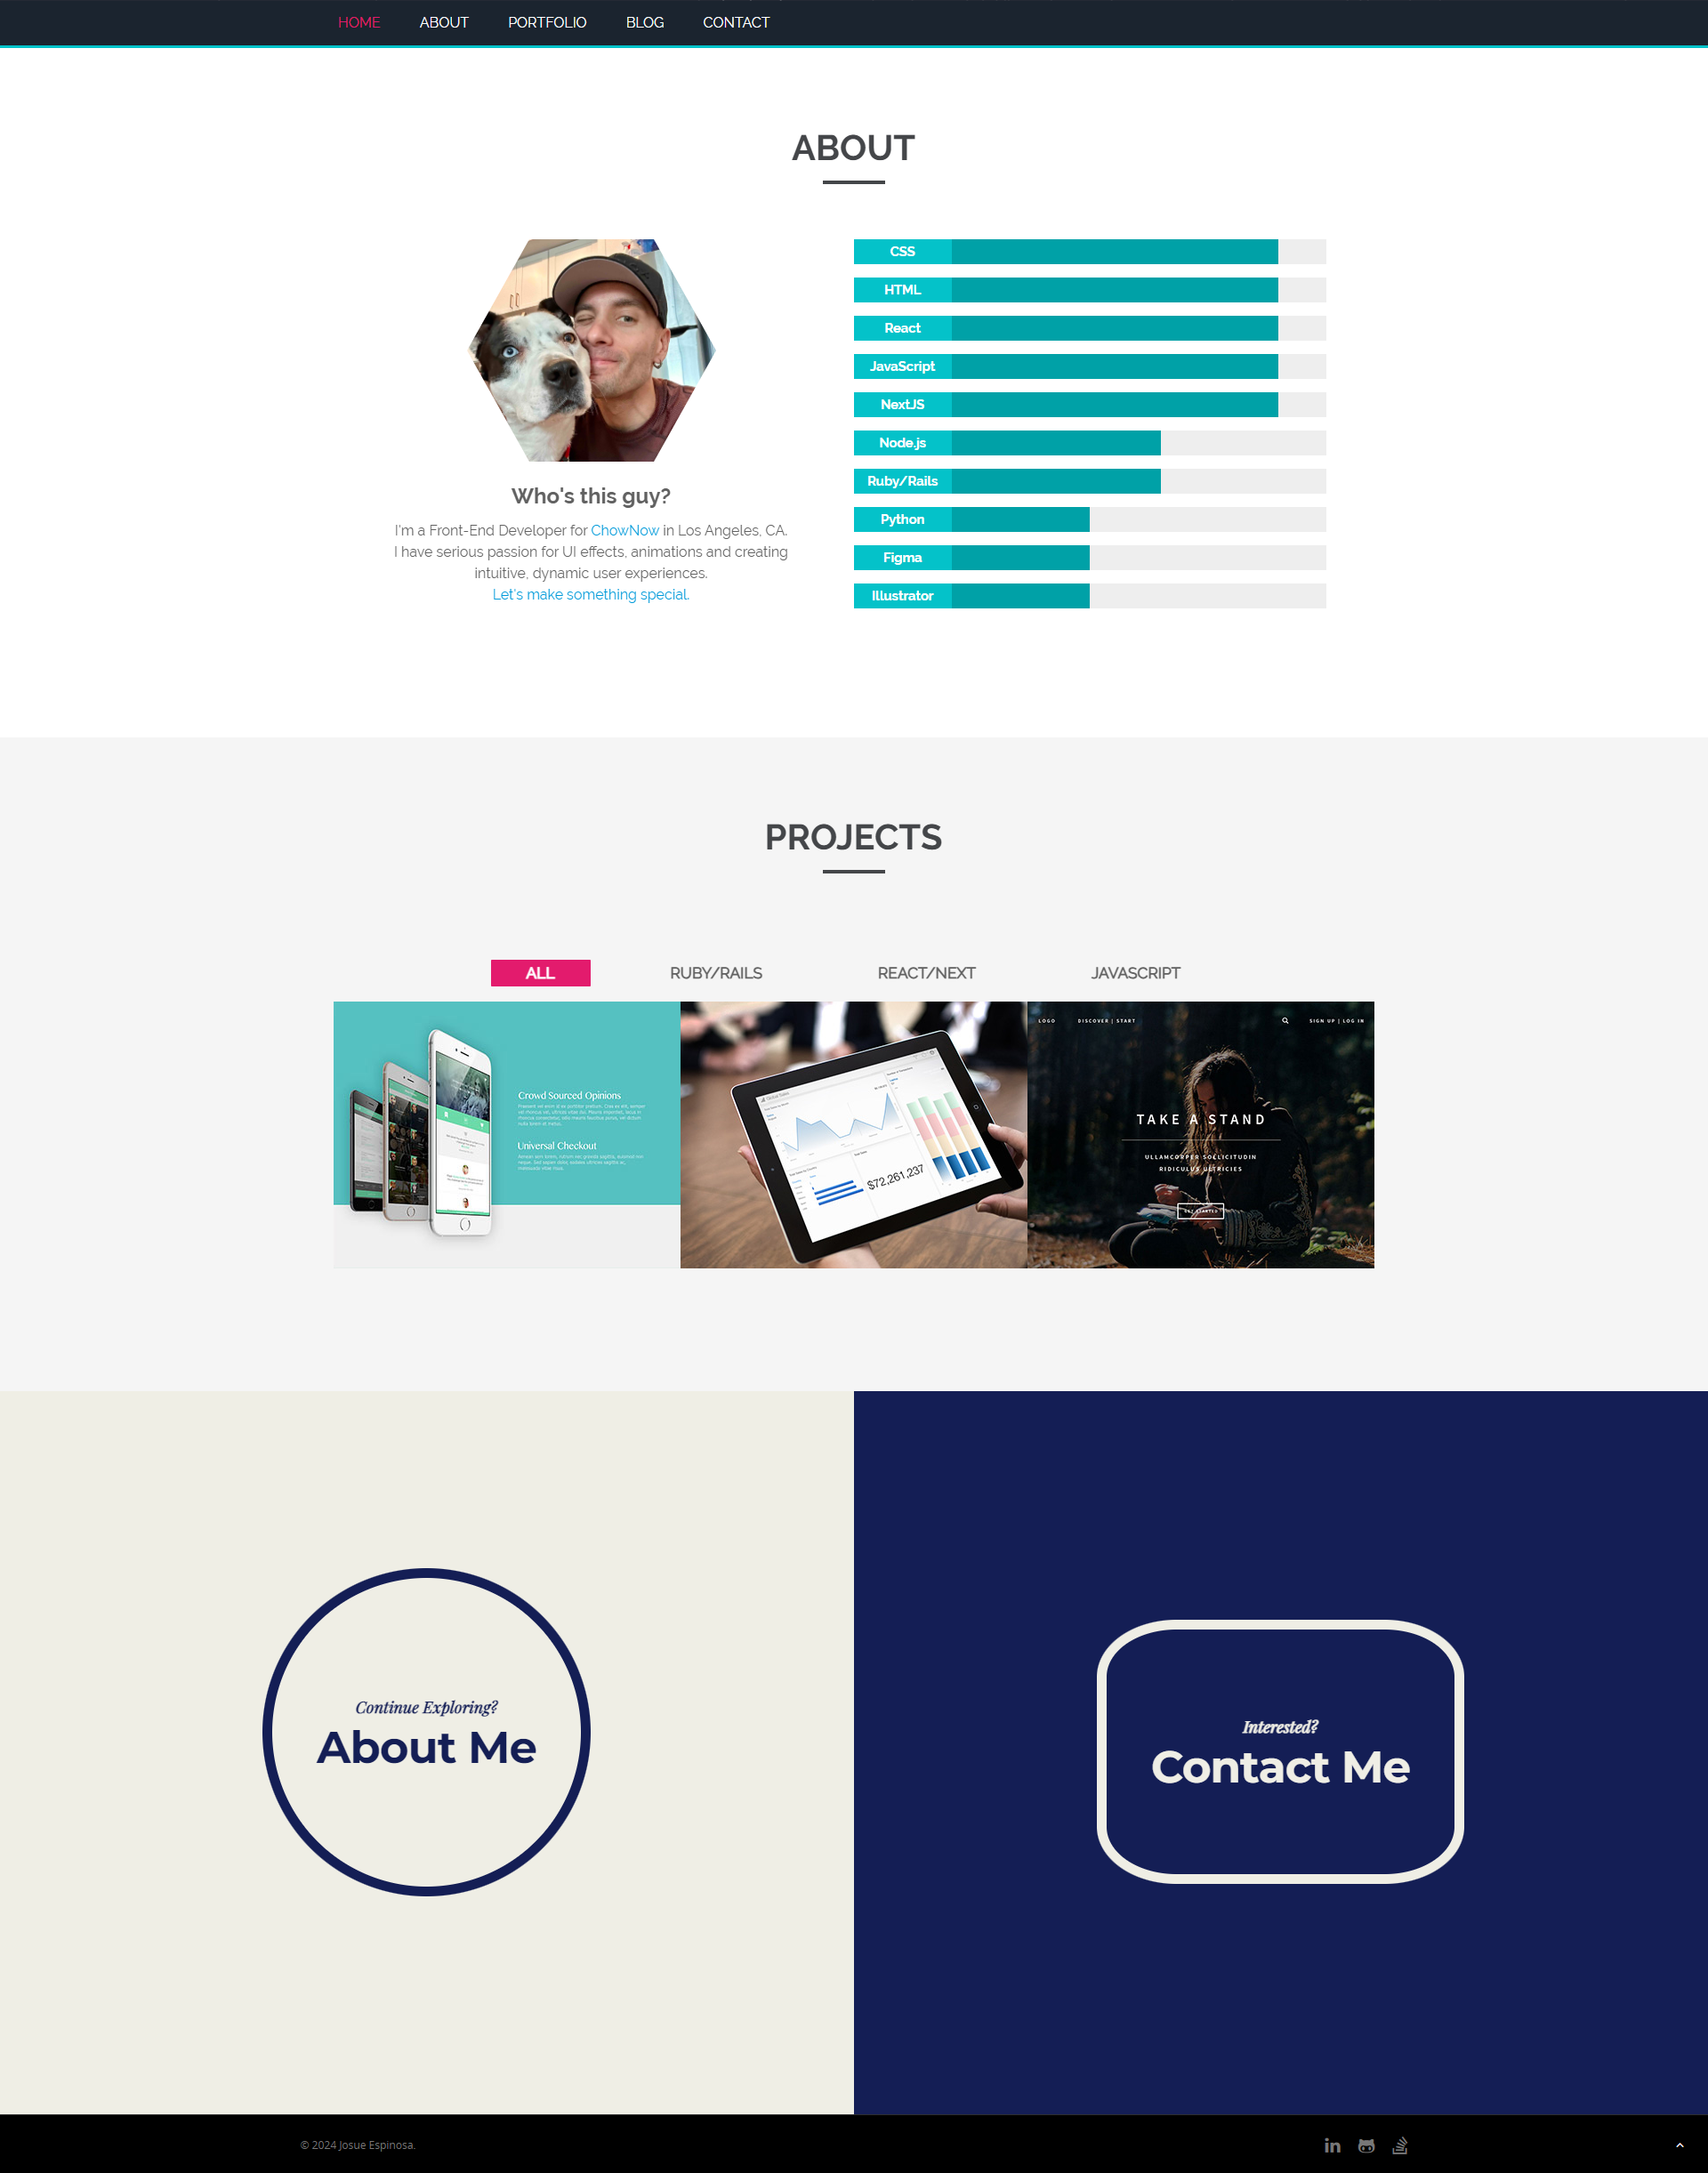 HOME ABOUT PORTFOLIO BLOG CONTACT
ABOUT
Who's this guy?
I'm a Front-End Developer for ChowNow in Los Angeles, CA.
I have serious passion for UI effects, animations and creating
intuitive, dynamic user experiences.
Let's make something special.
CSS
HTML
React
JavaScript
NextJS
Node.js
Ruby/Rails
Python
Figma
Illustrator
PROJECTS
ALL RUBY/RAILS REACT/NEXT JAVASCRIPT
Crowd Sourced Opinions
Universal Checkout
$72,261,237
LOGO DISCOVER | START SIGN UP | LOG IN
TAKE A STAND
ULLAMCORPER SOLLICITUDIN
RIDICULUS ULTRICIES
GET STARTED
Continue Exploring?
About Me
Interested?
Contact Me
© 2024 Josue Espinosa.